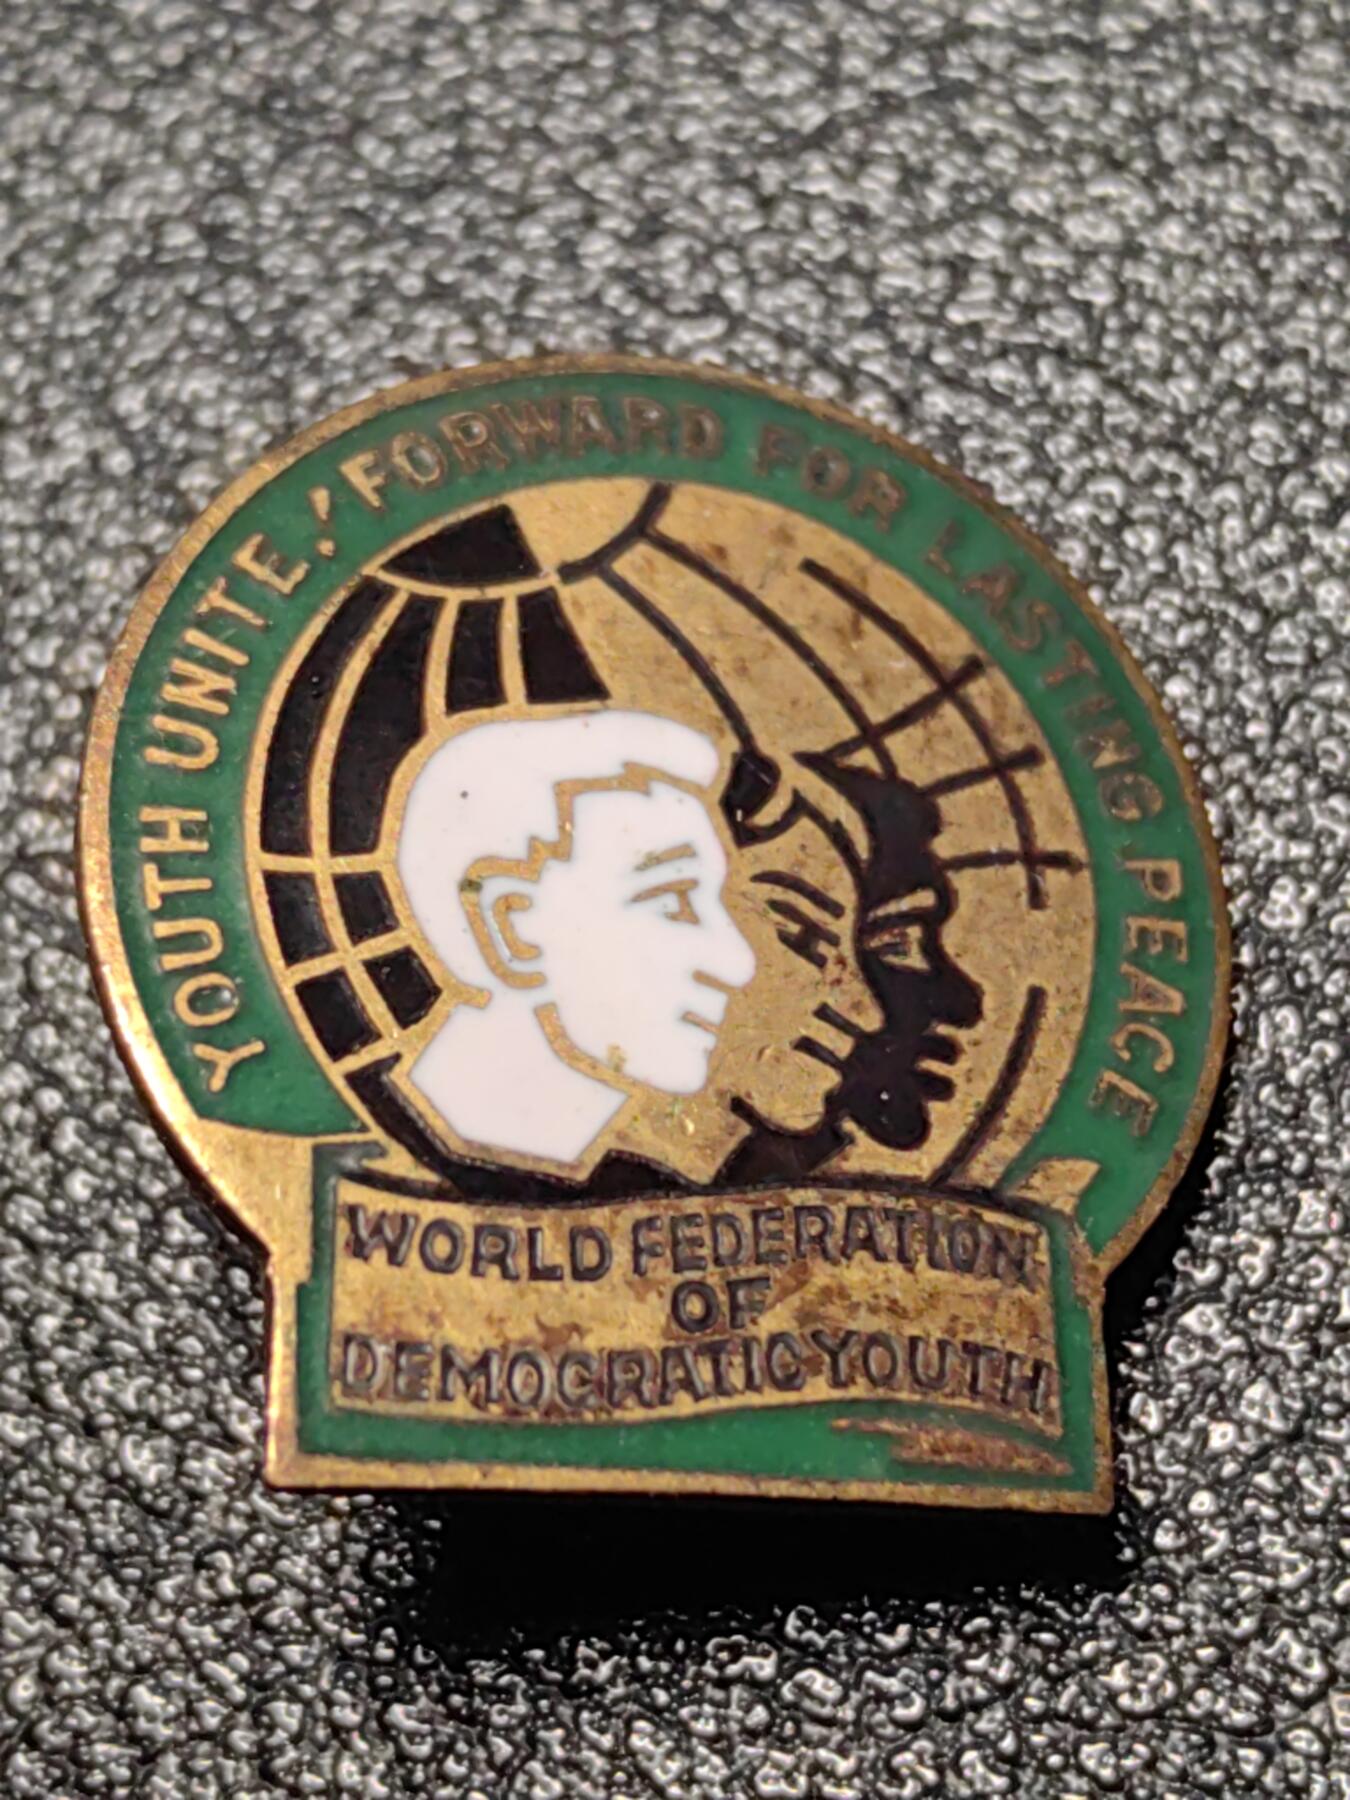 YOUTH UNITE! FORWARD FOR LASTING PEACE
WORLD FEDERATION
OF
DEMOCRATIC YOUTH